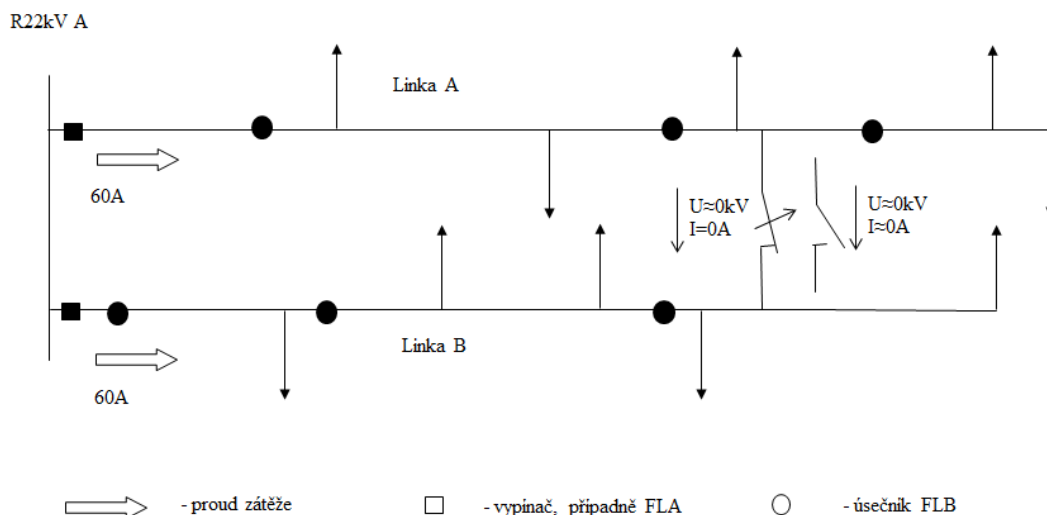 R22kV A
Linka A
60A
U≈0kV
I=0A
U≈0kV
I≈0A
Linka B
60A
- proud zátěže
- vypínač, případně FLA
- úsečník FLB